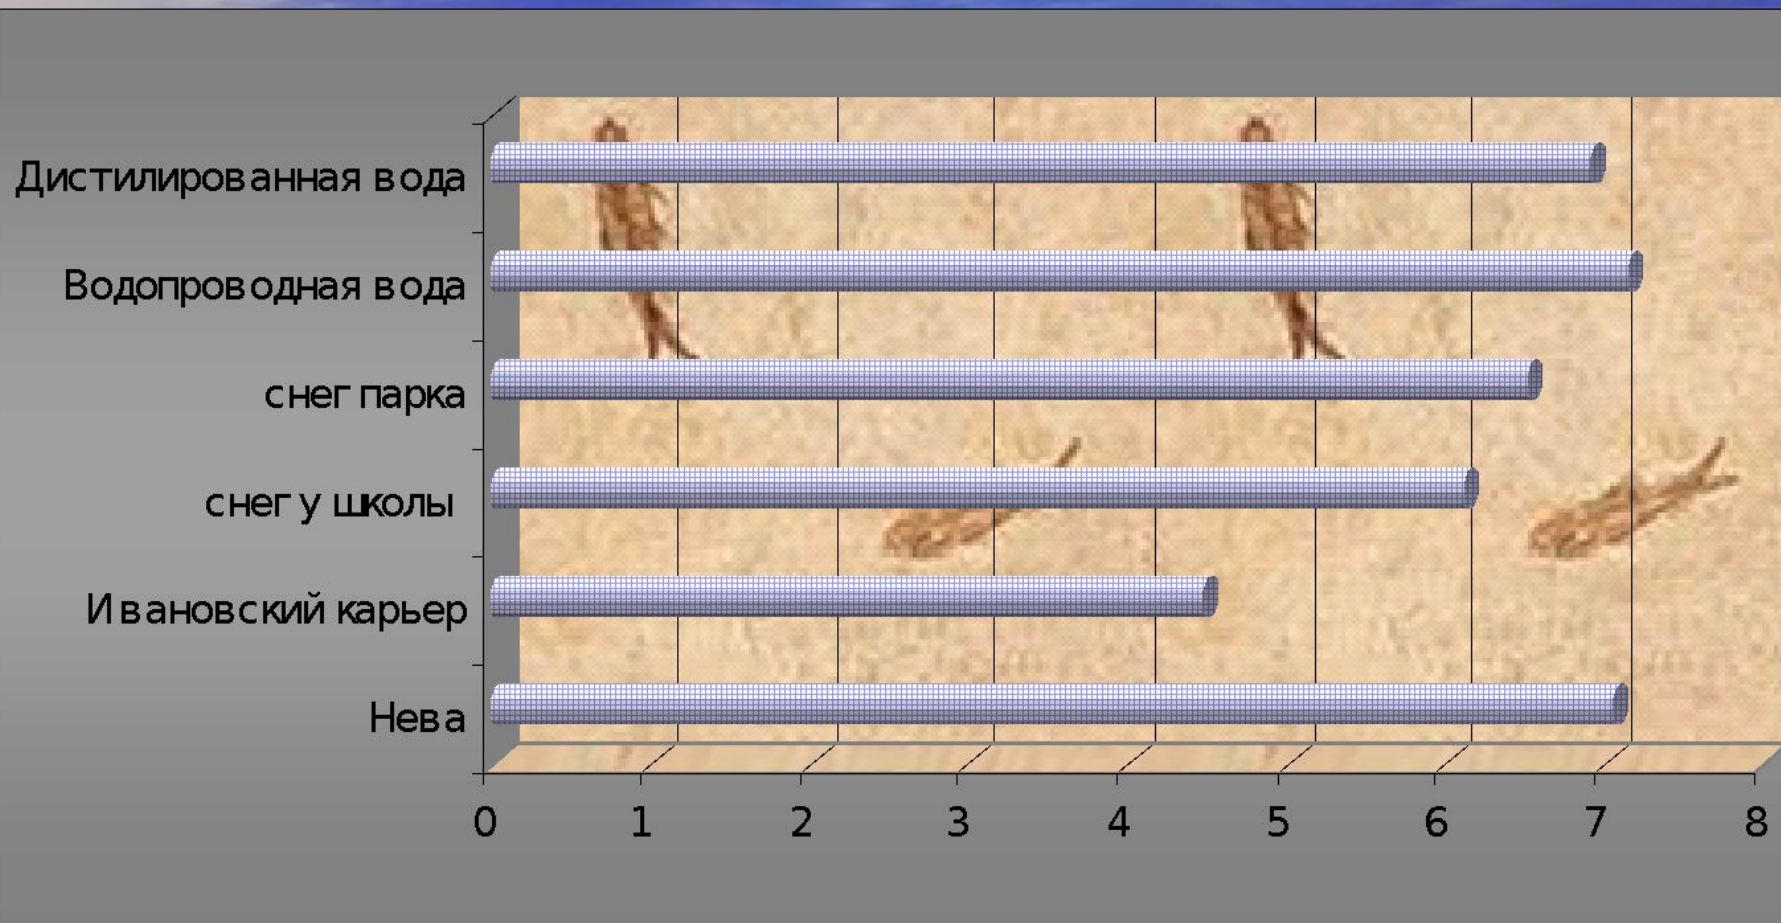 Дистилированная вода
Водопроводная вода
снег парка
снег у школы
Ивановский карьер
Нева
0 1 2 3 4 5 6 7 8